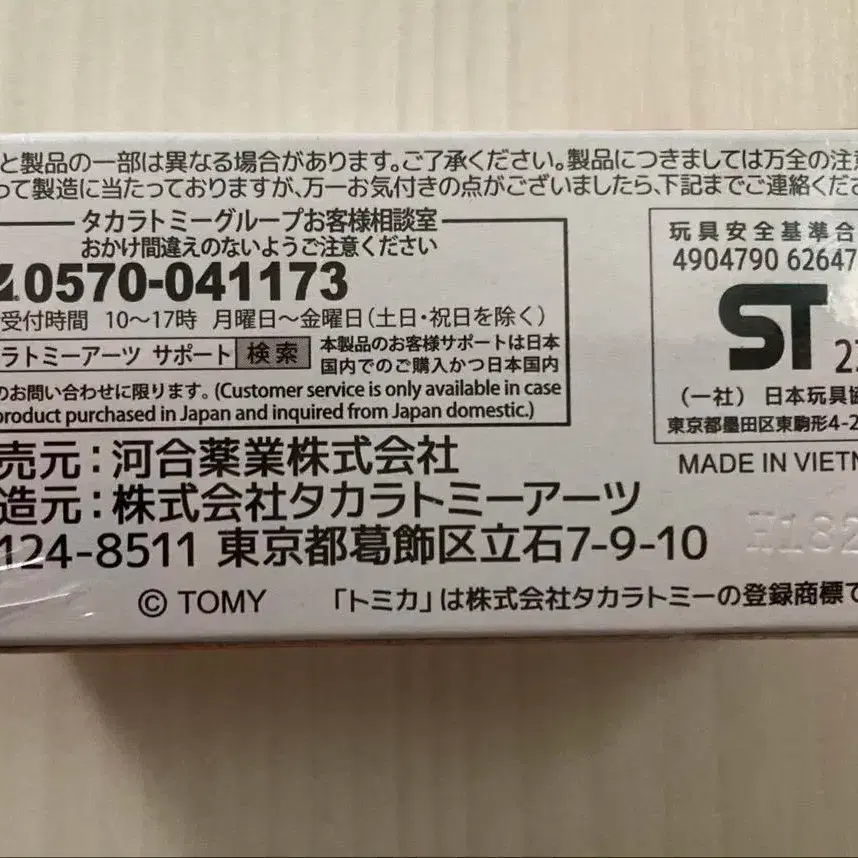 と 製品の一部は異なる場合があります。ご了承ください。製品につきましては万全の注
って製造に当たっておりますが、万一お気付きの点がございましたら、下記までご連絡くださ
タカラトミーグループお客様相談室
おかけ間違えのないようご注意ください
0570-041173
受付時間 10〜17時 月曜日〜金曜日(土日・祝日を除く)
ラトミーアーツ サポート 検索
本製品のお客様サポートは日本
国内でのご購入かつ日本国内
のお問い合わせに限ります。(Customer service is only available in case
product purchased in Japan and inquired from Japan domestic.)
売元:河合薬業株式会社
造元:株式会社タカラトミーアーツ
124-8511 東京都葛飾区立石7-9-10
© TOMY 「トミカ」は株式会社タカラトミーの登録商標で
玩具安全基準合
4904790 62647
ST
(一社) 日本玩具協
東京都墨田区東駒形4-2
MADE IN VIETN
H182